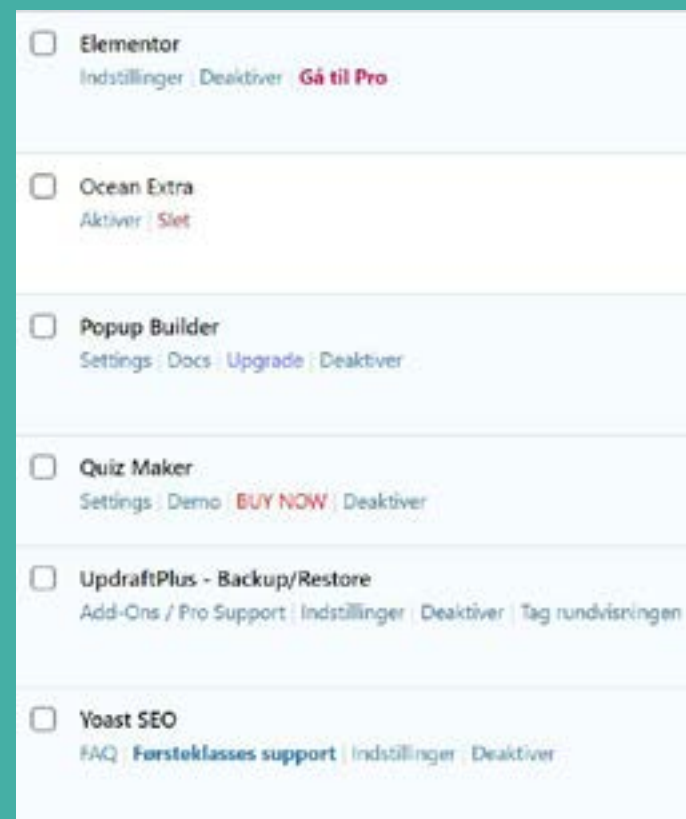 Elementor
Indstillinger | Deaktiver | Gå til Pro
Ocean Extra
Aktiver | Slet
Popup Builder
Settings | Docs | Upgrade | Deaktiver
Quiz Maker
Settings | Demo | BUY NOW | Deaktiver
UpdraftPlus - Backup/Restore
Add-Ons / Pro Support | Indstillinger | Deaktiver | Tag rundvisningen
Yoast SEO
FAQ | Førsteklasses support | Indstillinger | Deaktiver